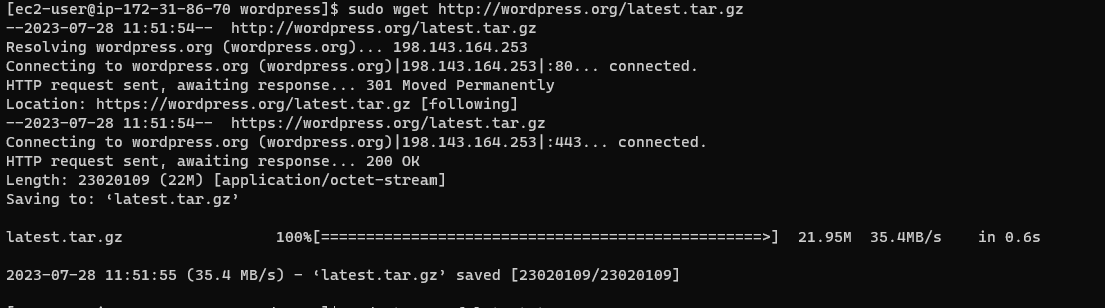 [ec2-user@ip-172-31-86-70 wordpress]$ sudo wget http://wordpress.org/latest.tar.gz
--2023-07-28 11:51:54--  http://wordpress.org/latest.tar.gz
Resolving wordpress.org (wordpress.org)... 198.143.164.253
Connecting to wordpress.org (wordpress.org)|198.143.164.253|:80... connected.
HTTP request sent, awaiting response... 301 Moved Permanently
Location: https://wordpress.org/latest.tar.gz [following]
--2023-07-28 11:51:54--  https://wordpress.org/latest.tar.gz
Connecting to wordpress.org (wordpress.org)|198.143.164.253|:443... connected.
HTTP request sent, awaiting response... 200 OK
Length: 23020109 (22M) [application/octet-stream]
Saving to: ‘latest.tar.gz’
latest.tar.gz                 100%[=================================================>]  21.95M  35.4MB/s    in 0.6s
2023-07-28 11:51:55 (35.4 MB/s) - ‘latest.tar.gz’ saved [23020109/23020109]